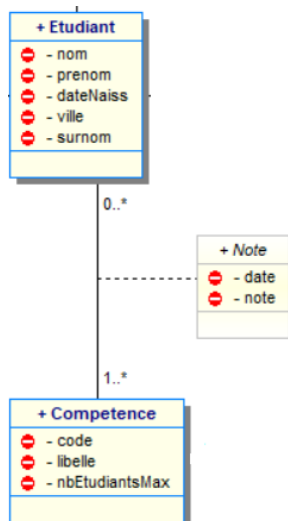 + Etudiant
- nom
- prenom
- dateNaiss
- ville
- surnom
0..*
+ Note
- date
- note
1..*
+ Competence
- code
- libelle
- nbEtudiantsMax